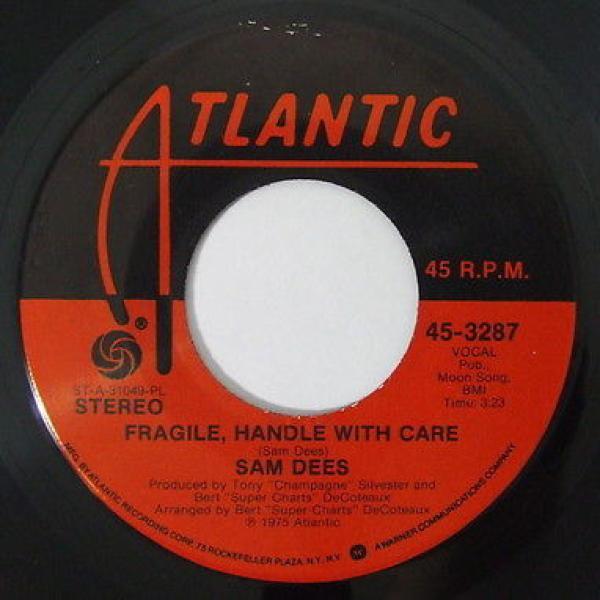 ATLANTIC
45 R.P.M.
®
45-3287
VOCAL
Pub.,
Moon Song,
BMI
Time: 3:23
ST-A-31049-PL
STEREO
FRAGILE, HANDLE WITH CARE
(Sam Dees)
SAM DEES
Produced by Tony "Champagne" Silvester and
Bert "Super Charts" DeCoteaux
Arranged by Bert "Super Charts" DeCoteaux
℗ 1975 Atlantic
MFG. BY ATLANTIC RECORDING CORP., 75 ROCKEFELLER PLAZA, N.Y., N.Y. A WARNER COMMUNICATIONS COMPANY